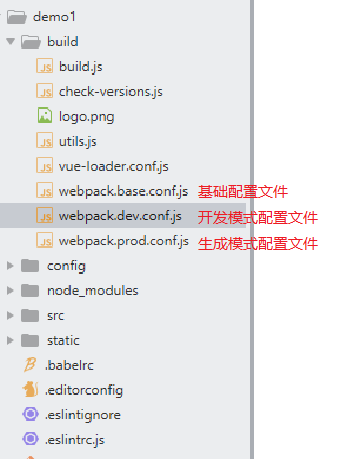 demo1
build
build.js
check-versions.js
logo.png
utils.js
vue-loader.conf.js
webpack.base.conf.js 基础配置文件
webpack.dev.conf.js 开发模式配置文件
webpack.prod.conf.js 生成模式配置文件
config
node_modules
src
static
.babelrc
.editorconfig
.eslintignore
.eslintrc.js